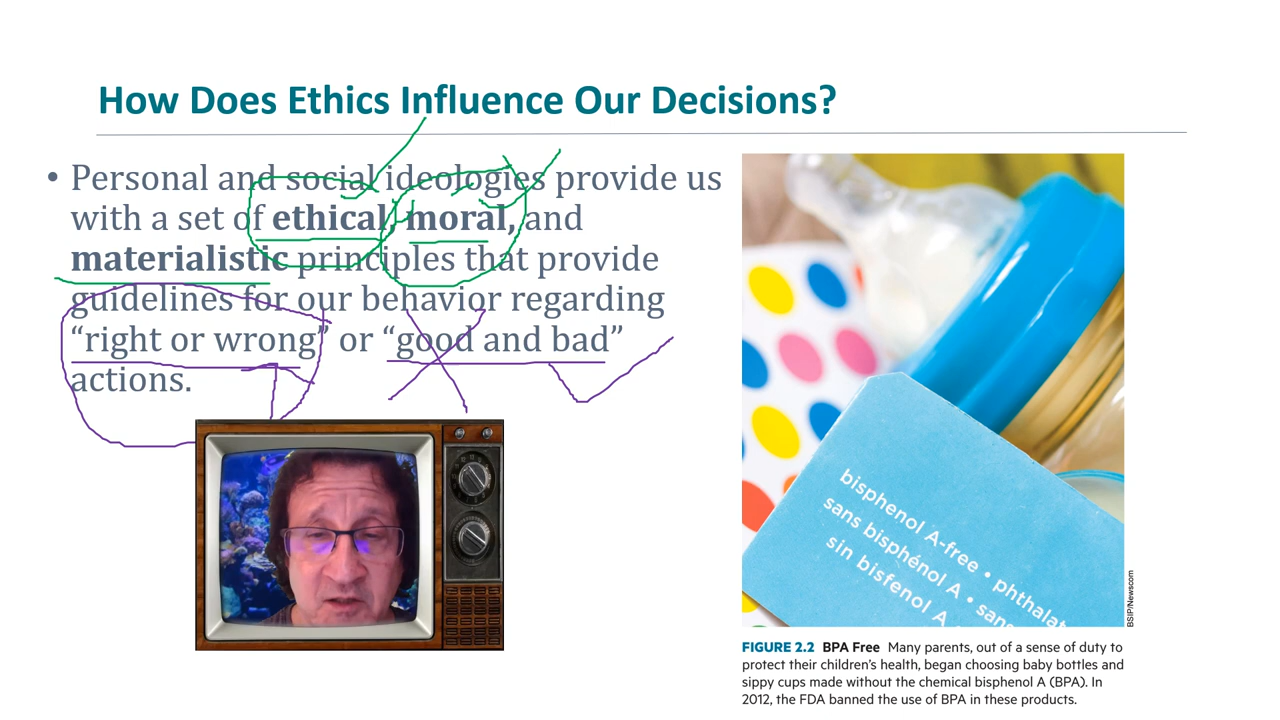 How Does Ethics Influence Our Decisions?
• Personal and social ideologies provide us
with a set of ethical, moral, and
materialistic principles that provide
guidelines for our behavior regarding
“right or wrong” or “good and bad”
actions.
bisphenol A-free • phthalat
sans bisphénol A • sans
sin bisfenol A
BSIP/Newscom
FIGURE 2.2 BPA Free Many parents, out of a sense of duty to
protect their children’s health, began choosing baby bottles and
sippy cups made without the chemical bisphenol A (BPA). In
2012, the FDA banned the use of BPA in these products.